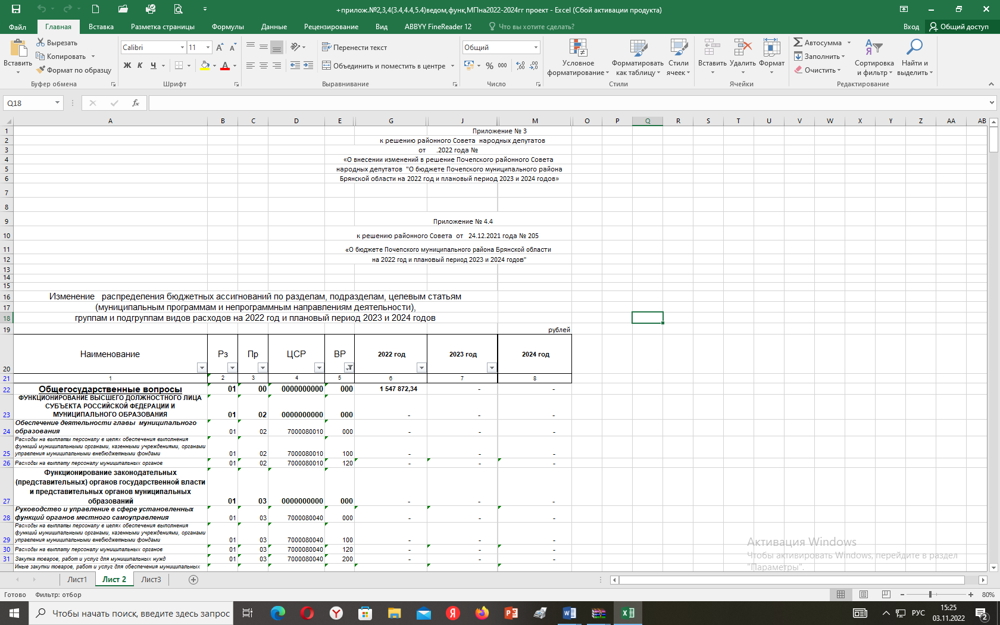 +прилож.№2,3,4(3.4,4.4,5.4)ведом,функ,МПна2022-2024гг проект - Excel (Сбой активации продукта)
Файл Главная Вставка Разметка страницы Формулы Данные Рецензирование Вид ABBYY FineReader 12 Что вы хотите сделать? Вход Общий доступ
Вставить
Вырезать
Копировать
Формат по образцу
Буфер обмена
Calibri 11
Ж К Ч
Шрифт
Перенести текст
Объединить и поместить в центре
Выравнивание
Общий
% 000
Число
Условное форматирование
Форматировать как таблицу
Стили ячеек
Стили
Вставить Удалить Формат
Ячейки
Автосумма
Заполнить
Очистить
Сортировка и фильтр
Найти и выделить
Редактирование
Q18 fx
A B C D E G J M O P Q R S T U V W X Y Z AA AB
1 Приложение № 3
2 к решению районного Совета народных депутатов
3 от .2022 года №
4 «О внесении изменений в решение Почепского районного Совета
5 народных депутатов "О бюджете Почепского муниципального района
6 Брянской области на 2022 год и плановый период 2023 и 2024 годов»
7
8
9 Приложение № 4.4
10 к решению районного Совета от 24.12.2021 года № 205
11 «О бюджете Почепского муниципального района Брянской области
12 на 2022 год и плановый период 2023 и 2024 годов"
13
14
15
16 Изменение распределения бюджетных ассигнований по разделам, подразделам, целевым статьям
17 (муниципальным программам и непрограммным направлениям деятельности),
18 группам и подгруппам видов расходов на 2022 год и плановый период 2023 и 2024 годов
19 рублей
20 Наименование Рз Пр ЦСР ВР 2022 год 2023 год 2024 год
21 1 2 3 4 5 6 7 8
22 Общегосударственные вопросы 01 00 0000000000 000 1 547 872,34 - -
ФУНКЦИОНИРОВАНИЕ ВЫСШЕГО ДОЛЖНОСТНОГО ЛИЦА
СУБЪЕКТА РОССИЙСКОЙ ФЕДЕРАЦИИ И
23 МУНИЦИПАЛЬНОГО ОБРАЗОВАНИЯ 01 02 0000000000 000 - - -
Обеспечение деятельности главы муниципального
24 образования 01 02 7000080010 000 - - -
Расходы на выплаты персоналу в целях обеспечения выполнения
функций муниципальными органами, казенными учреждениями, органами
25 управления муниципальными внебюджетными фондами 01 02 7000080010 100 - - -
26 Расходы на выплату персоналу муниципальных органов 01 02 7000080010 120 - - -
Функционирование законодательных
(представительных) органов государственной власти
и представительных органов муниципальных
27 образований 01 03 0000000000 000 - - -
Руководство и управление в сфере установленных
28 функций органов местного самоуправления 01 03 7000080040 000 - - -
Расходы на выплаты персоналу в целях обеспечения выполнения
функций муниципальными органами, казенными учреждениями, органами
29 управления муниципальными внебюджетными фондами 01 03 7000080040 100 - - -
30 Расходы на выплату персоналу муниципальных органов 01 03 7000080040 120 - - -
31 Закупка товаров, работ и услуг для муниципальных нужд 01 03 7000080040 200 - - -
Иные закупки товаров, работ и услуг для обеспечения муниципальных
Активация Windows
Чтобы активировать Windows, перейдите в раздел
"Параметры".
Лист1 Лист 2 Лист3
Готово Фильтр: отбор 80%
Чтобы начать поиск, введите здесь запрос
РУС
15:25
03.11.2022
2